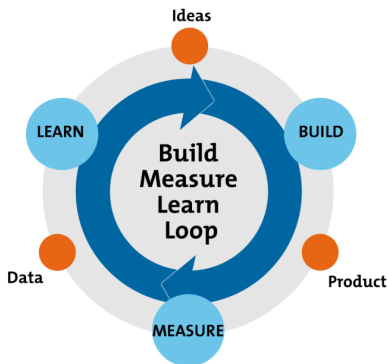 Ideas
LEARN
BUILD
Build
Measure
Learn
Loop
Data
Product
MEASURE